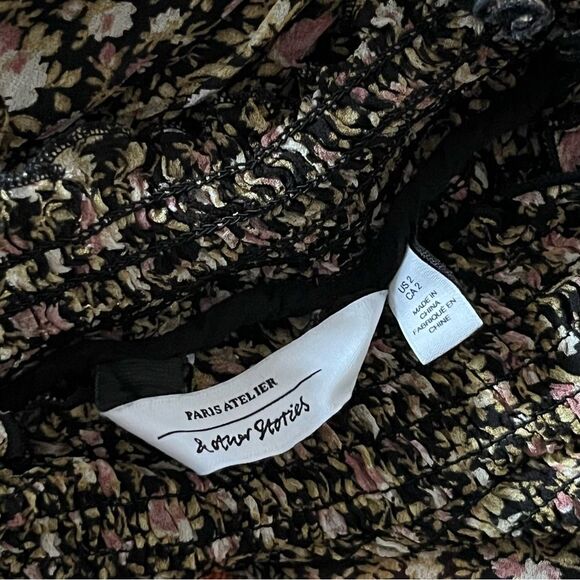 PARIS ATELIER
& other Stories
US 2
CA 2
MADE IN
CHINA
FABRIQUÉ EN
CHINE